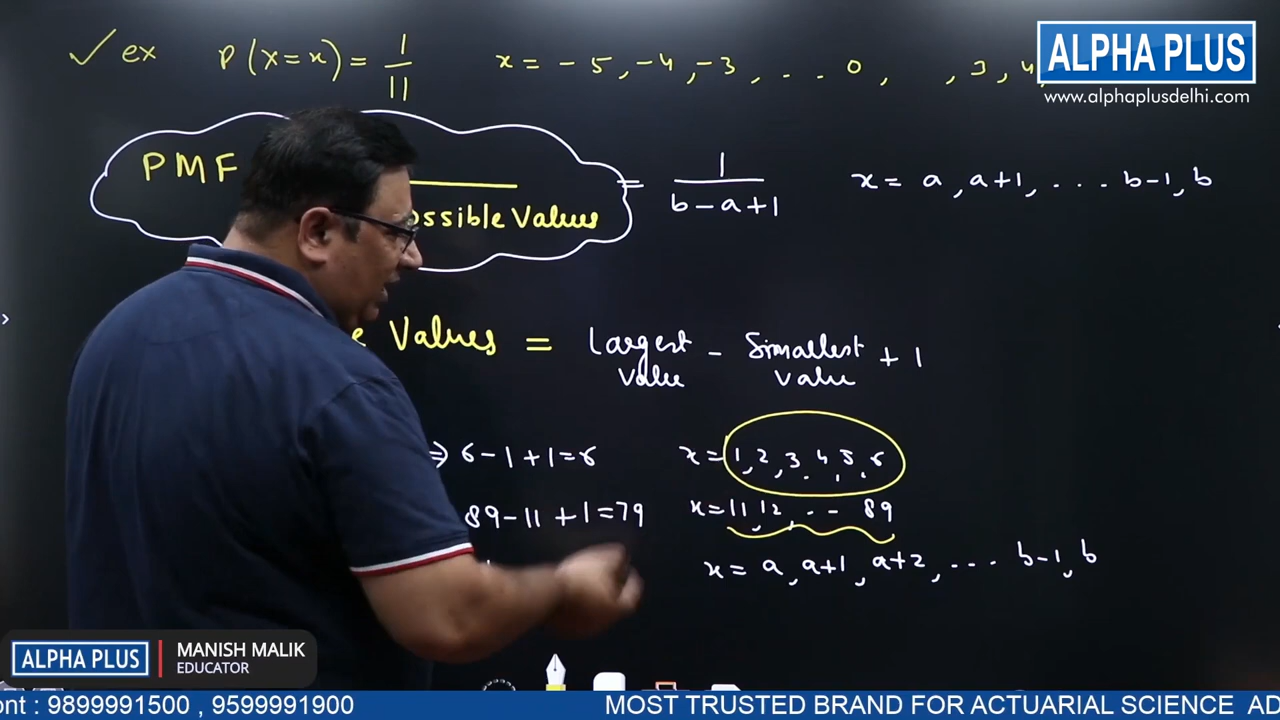 ✓ ex P(X=x) = 1/11 x = -5, -4, -3, ... 0, , 3, 4,
ALPHA PLUS
www.alphaplusdelhi.com
PMF = 1/(b-a+1) x = a, a+1, ... b-1, b
Possible Values
Values = Largest Value - Smallest Value + 1
⇒ 6-1+1=6 x = 1, 2, 3, 4, 5, 6
89-11+1=79 x = 11, 12, ... 89
x = a, a+1, a+2, ... b-1, b
ALPHA PLUS
MANISH MALIK
EDUCATOR
ont : 9899991500 , 9599991900 MOST TRUSTED BRAND FOR ACTUARIAL SCIENCE AD